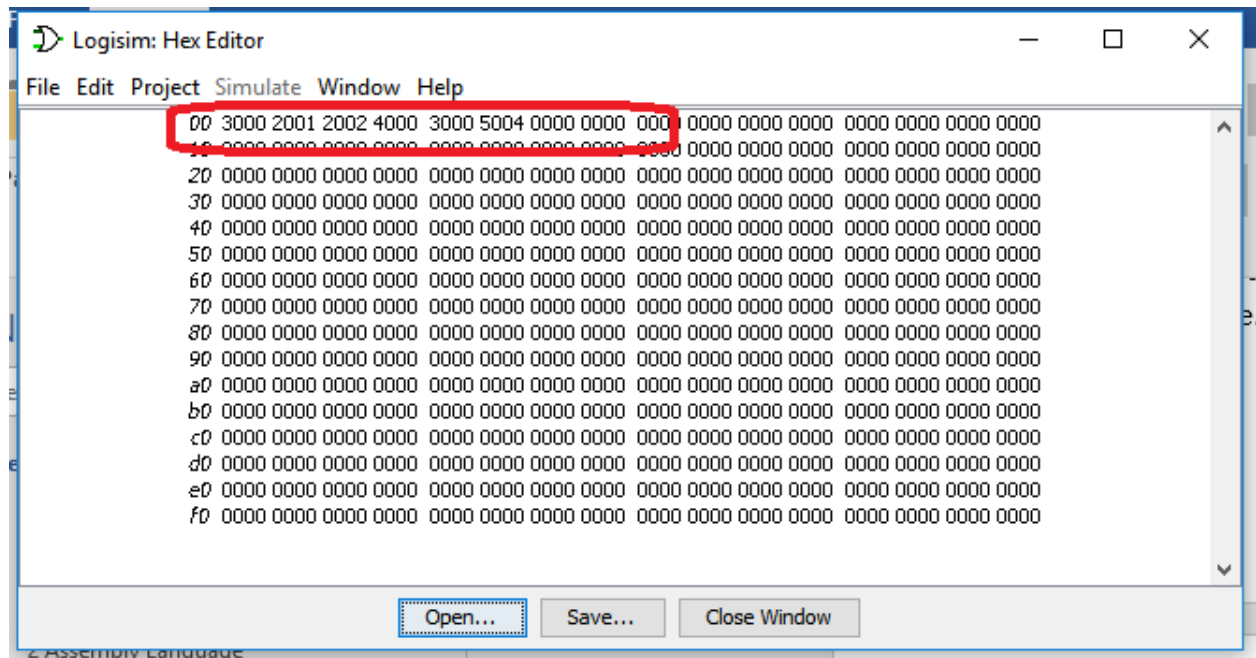 Logisim: Hex Editor
File Edit Project Simulate Window Help
00 3000 2001 2002 4000 3000 5004 0000 0000 0000 0000 0000 0000 0000 0000 0000 0000
10 0000 0000 0000 0000 0000 0000 0000 0000 0000 0000 0000 0000 0000 0000 0000 0000
20 0000 0000 0000 0000 0000 0000 0000 0000 0000 0000 0000 0000 0000 0000 0000 0000
30 0000 0000 0000 0000 0000 0000 0000 0000 0000 0000 0000 0000 0000 0000 0000 0000
40 0000 0000 0000 0000 0000 0000 0000 0000 0000 0000 0000 0000 0000 0000 0000 0000
50 0000 0000 0000 0000 0000 0000 0000 0000 0000 0000 0000 0000 0000 0000 0000 0000
60 0000 0000 0000 0000 0000 0000 0000 0000 0000 0000 0000 0000 0000 0000 0000 0000
70 0000 0000 0000 0000 0000 0000 0000 0000 0000 0000 0000 0000 0000 0000 0000 0000
80 0000 0000 0000 0000 0000 0000 0000 0000 0000 0000 0000 0000 0000 0000 0000 0000
90 0000 0000 0000 0000 0000 0000 0000 0000 0000 0000 0000 0000 0000 0000 0000 0000
a0 0000 0000 0000 0000 0000 0000 0000 0000 0000 0000 0000 0000 0000 0000 0000 0000
b0 0000 0000 0000 0000 0000 0000 0000 0000 0000 0000 0000 0000 0000 0000 0000 0000
c0 0000 0000 0000 0000 0000 0000 0000 0000 0000 0000 0000 0000 0000 0000 0000 0000
d0 0000 0000 0000 0000 0000 0000 0000 0000 0000 0000 0000 0000 0000 0000 0000 0000
e0 0000 0000 0000 0000 0000 0000 0000 0000 0000 0000 0000 0000 0000 0000 0000 0000
f0 0000 0000 0000 0000 0000 0000 0000 0000 0000 0000 0000 0000 0000 0000 0000 0000
Open... Save... Close Window
2 Assembly Language